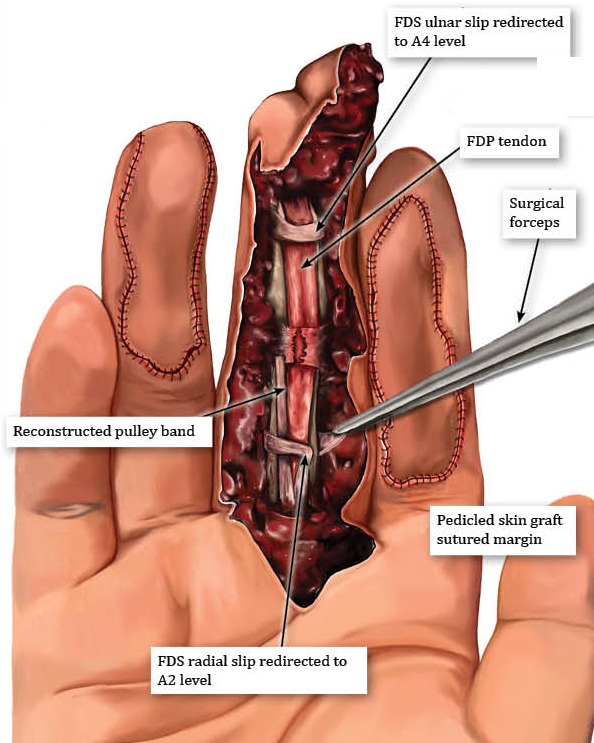 FDS ulnar slip redirected
to A4 level
FDP tendon
Surgical
forceps
Reconstructed pulley band
Pedicled skin graft
sutured margin
FDS radial slip redirected to
A2 level